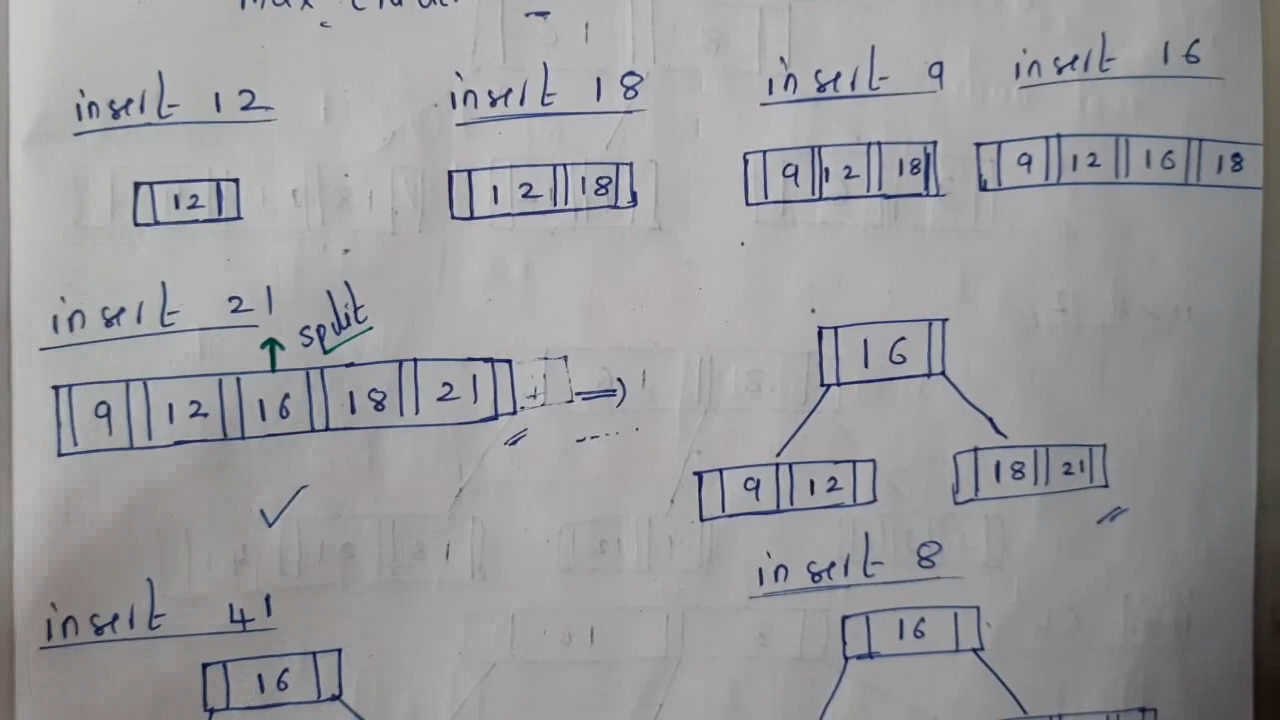 insert 12
insert 18
insert 9
insert 16
12
12 18
9 12 18
9 12 16 18
insert 21
split
9 12 16 18 21
16
9 12
18 21
insert 41
16
insert 8
16